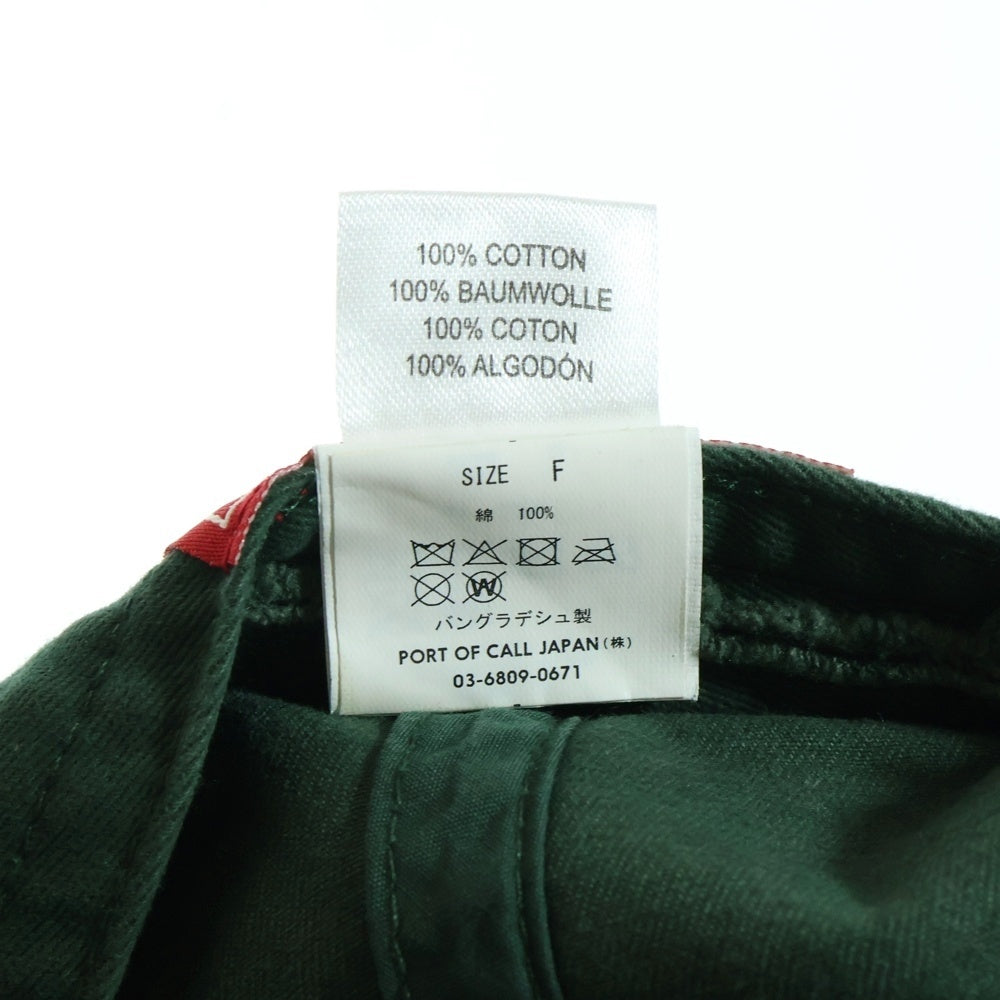 100% COTTON
100% BAUMWOLLE
100% COTON
100% ALGODÓN
SIZE F
綿 100%
W
バングラデシュ製
PORT OF CALL JAPAN(株)
03-6809-0671